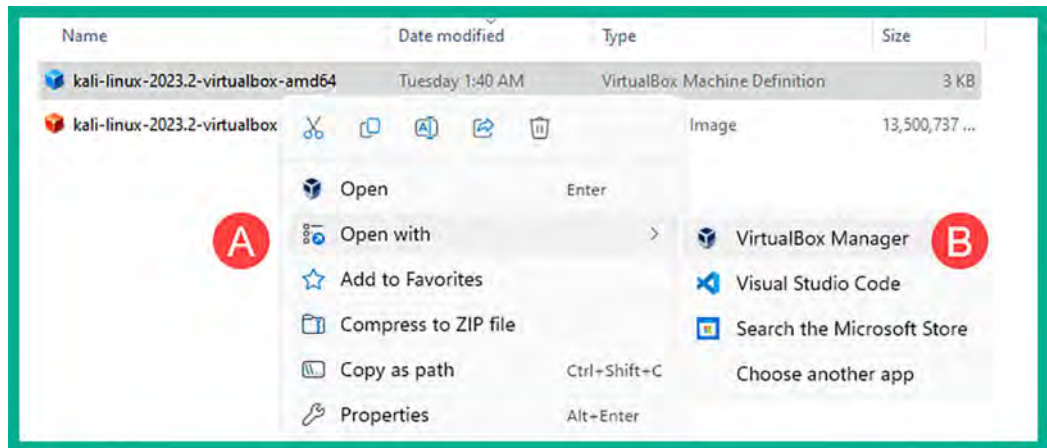 Name Date modified Type Size
kali-linux-2023.2-virtualbox-amd64 Tuesday 1:40 AM VirtualBox Machine Definition 3 KB
kali-linux-2023.2-virtualbox Image 13,500,737 ...
Open Enter
A Open with VirtualBox Manager B
Add to Favorites Visual Studio Code
Compress to ZIP file Search the Microsoft Store
Copy as path Ctrl+Shift+C Choose another app
Properties Alt+Enter